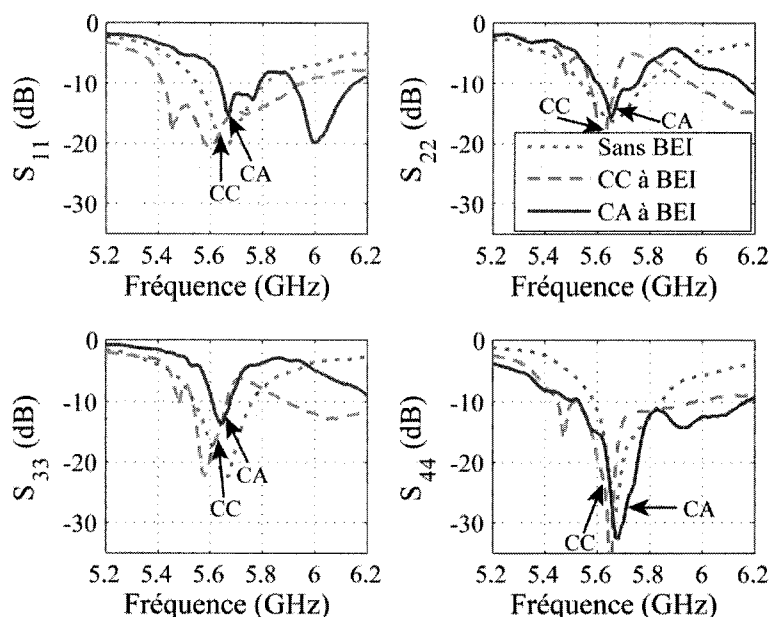 0
-10
-20
-30
S11 (dB)
CC
CA
5.2 5.4 5.6 5.8 6 6.2
Fréquence (GHz)
0
-10
-20
-30
S22 (dB)
CC
CA
Sans BEI
CC à BEI
CA à BEI
5.2 5.4 5.6 5.8 6 6.2
Fréquence (GHz)
0
-10
-20
-30
S33 (dB)
CA
CC
5.2 5.4 5.6 5.8 6 6.2
Fréquence (GHz)
0
-10
-20
-30
S44 (dB)
CC
CA
5.2 5.4 5.6 5.8 6 6.2
Fréquence (GHz)